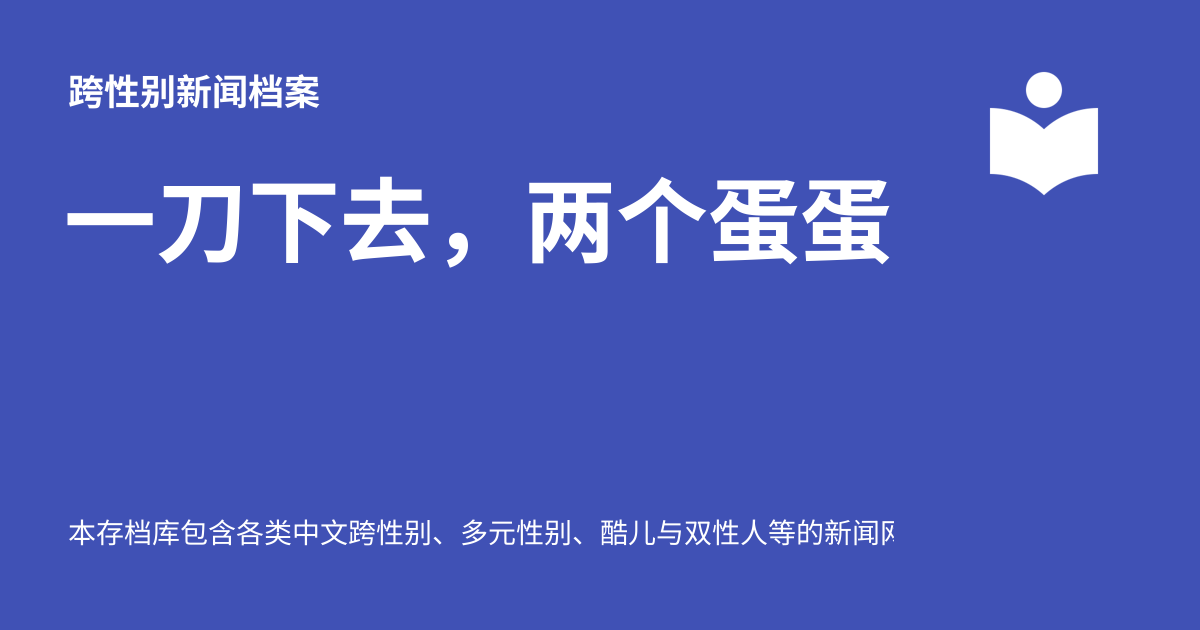 跨性别新闻档案
一刀下去，两个蛋蛋
本存档库包含各类中文跨性别、多元性别、酷儿与双性人等的新闻